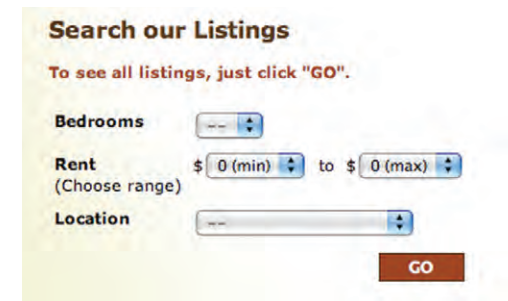 Search our Listings
To see all listings, just click "GO".
Bedrooms --
Rent $ 0 (min) to $ 0 (max)
(Choose range)
Location --
GO